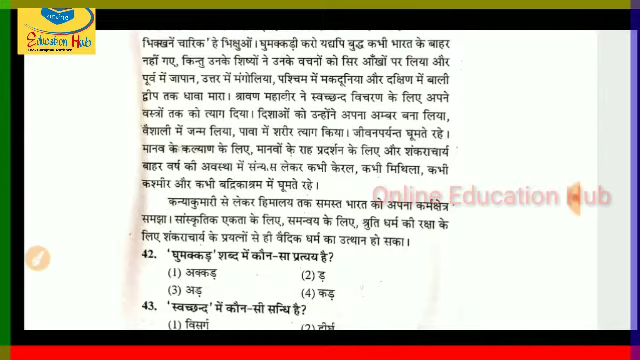 Online
Education Hub
भिक्खनें चारिक' हे भिक्षुओं। घुमक्कड़ी करो यद्यपि बुद्ध कभी भारत के बाहर
नहीं गए, किन्तु उनके शिष्यों ने उनके वचनों को सिर आँखों पर लिया और
पूर्व में जापान, उत्तर में मंगोलिया, पश्चिम में मकदूनिया और दक्षिण में बाली
द्वीप तक धावा मारा। श्रावण महावीर ने स्वच्छन्द विचरण के लिए अपने
वस्त्रों तक को त्याग दिया। दिशाओं को उन्होंने अपना अम्बर बना लिया,
वैशाली में जन्म लिया, पावा में शरीर त्याग किया। जीवनपर्यन्त घूमते रहे।
मानव के कल्याण के लिए, मानवों के राह प्रदर्शन के लिए और शंकराचार्य
बाहर वर्ष की अवस्था में संन्यास लेकर कभी केरल, कभी मिथिला, कभी
कश्मीर और कभी बद्रिकाश्रम में घूमते रहे।
Online Education Hub
कन्याकुमारी से लेकर हिमालय तक समस्त भारत को अपना कर्मक्षेत्र
समझा। सांस्कृतिक एकता के लिए, समन्वय के लिए, श्रुति धर्म की रक्षा के
लिए शंकराचार्य के प्रयत्नों से ही वैदिक धर्म का उत्थान हो सका।
42. 'घुमक्कड़' शब्द में कौन-सा प्रत्यय है?
(1) अक्कड़ (2) ड़
(3) अड़ (4) कड़
43. 'स्वच्छन्द' में कौन-सी सन्धि है?
(1) विसर्ग (2) दीर्घ